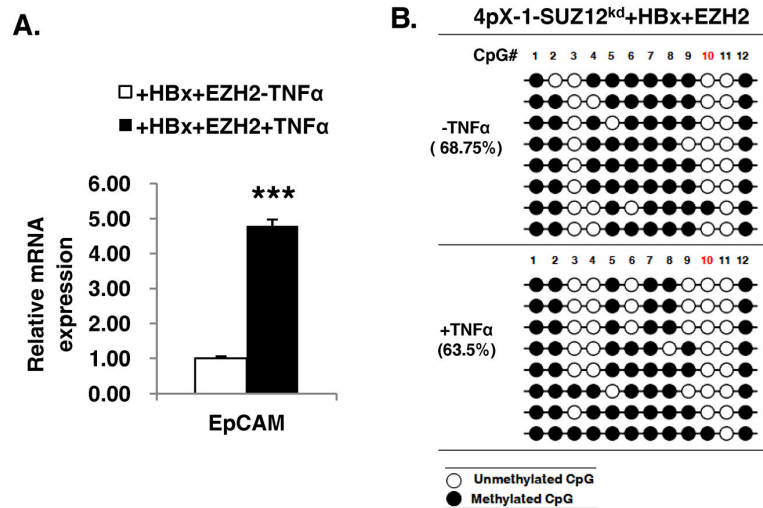 A.
+HBx+EZH2-TNFα
+HBx+EZH2+TNFα
Relative mRNA
expression
6.00
5.00
4.00
3.00
2.00
1.00
0.00
***
EpCAM
B.
4pX-1-SUZ12ᵏᵈ+HBx+EZH2
CpG# 1 2 3 4 5 6 7 8 9 10 11 12
-TNFα
( 68.75%)
1 2 3 4 5 6 7 8 9 10 11 12
+TNFα
(63.5%)
Unmethylated CpG
Methylated CpG